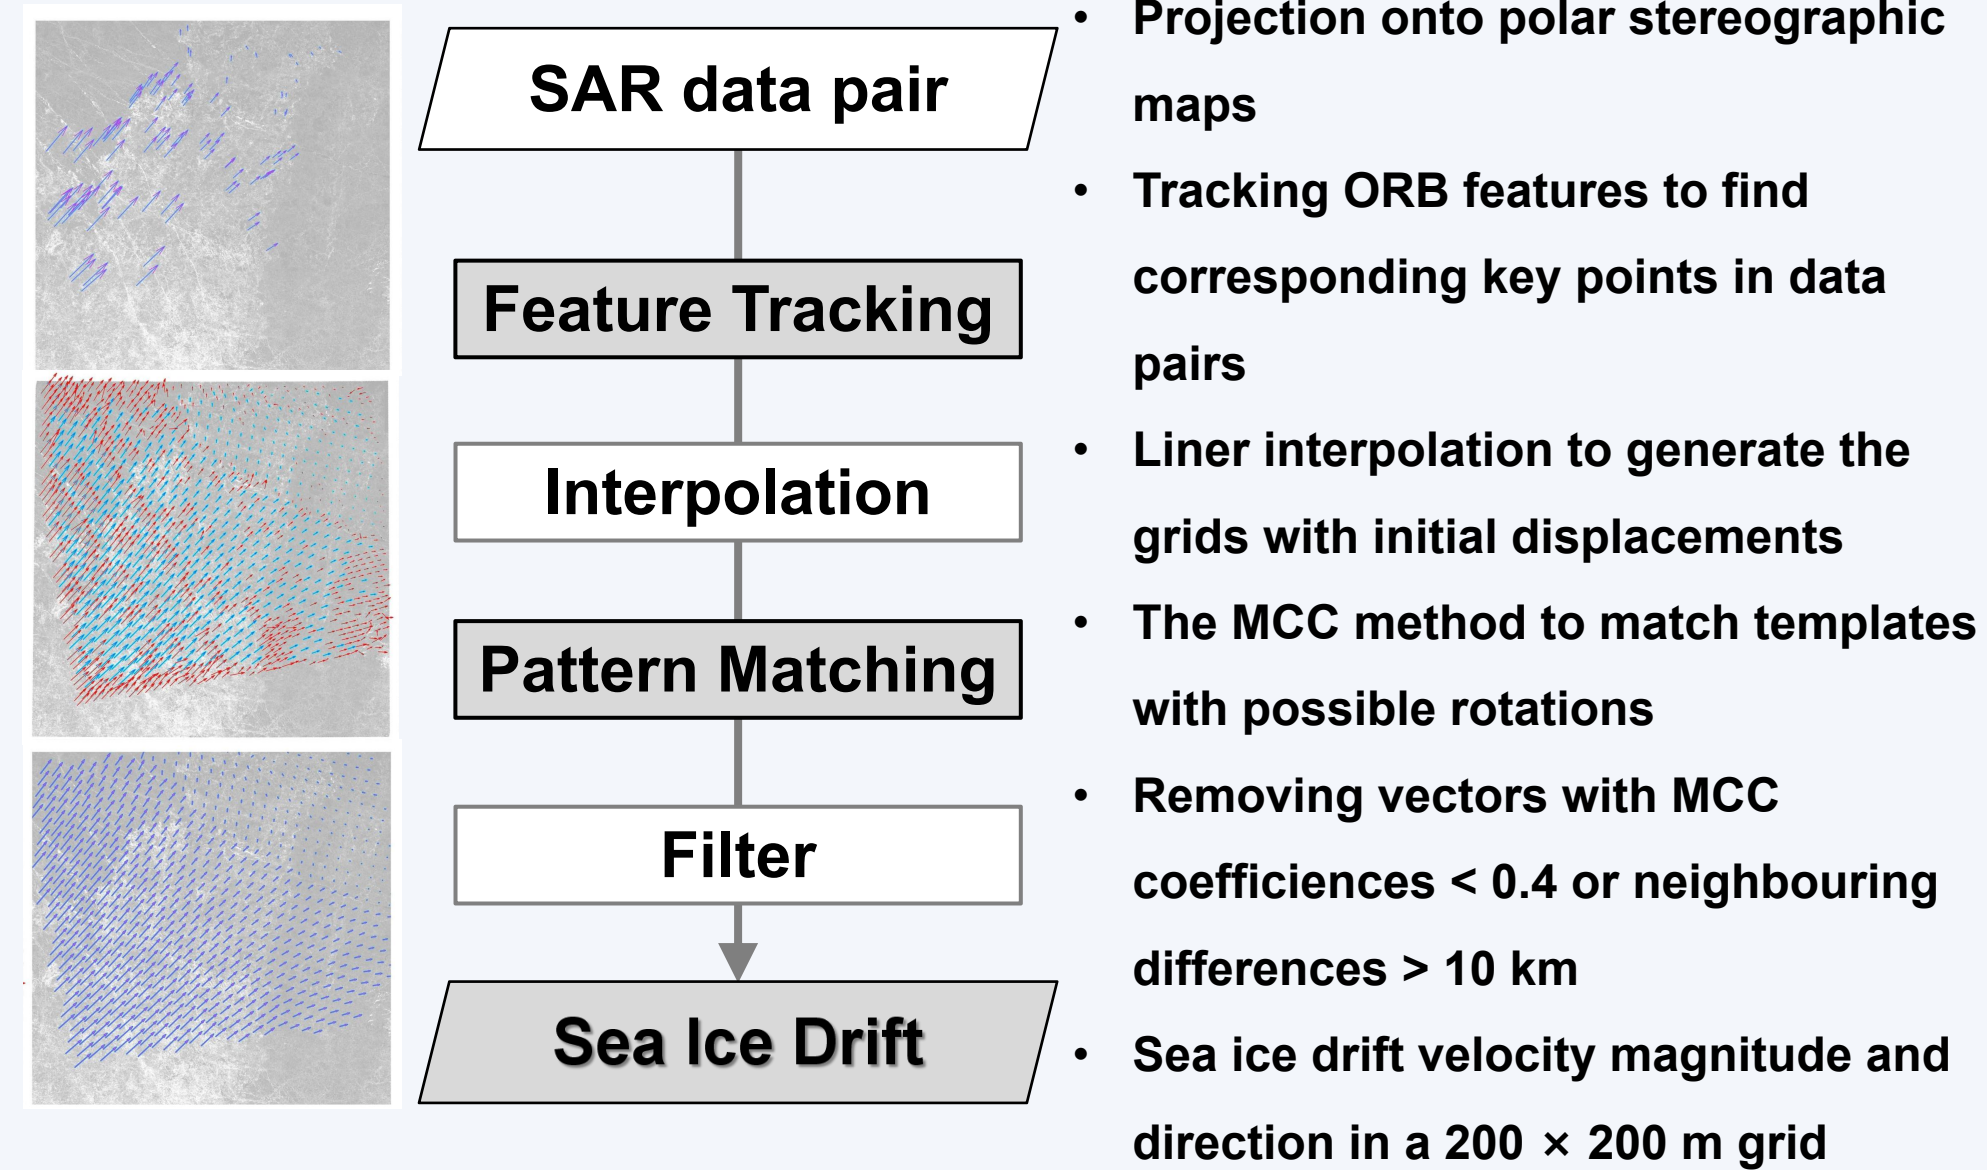 SAR data pair
Feature Tracking
Interpolation
Pattern Matching
Filter
Sea Ice Drift
• Projection onto polar stereographic
maps
• Tracking ORB features to find
corresponding key points in data
pairs
• Liner interpolation to generate the
grids with initial displacements
• The MCC method to match templates
with possible rotations
• Removing vectors with MCC
coefficiences < 0.4 or neighbouring
differences > 10 km
• Sea ice drift velocity magnitude and
direction in a 200 × 200 m grid